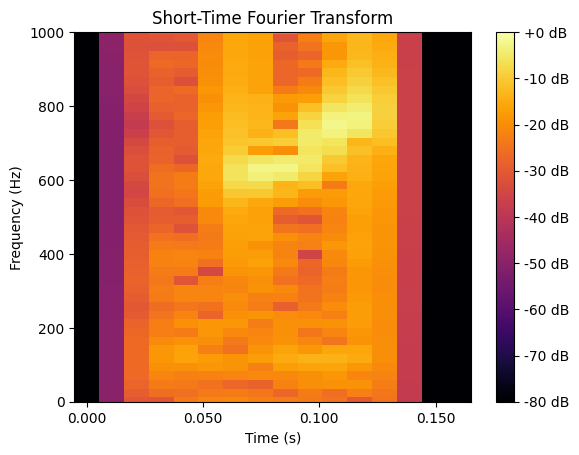 Short-Time Fourier Transform
1000
800
600
400
200
0
Frequency (Hz)
0.000
0.050
0.100
0.150
Time (s)
+0 dB
-10 dB
-20 dB
-30 dB
-40 dB
-50 dB
-60 dB
-70 dB
-80 dB